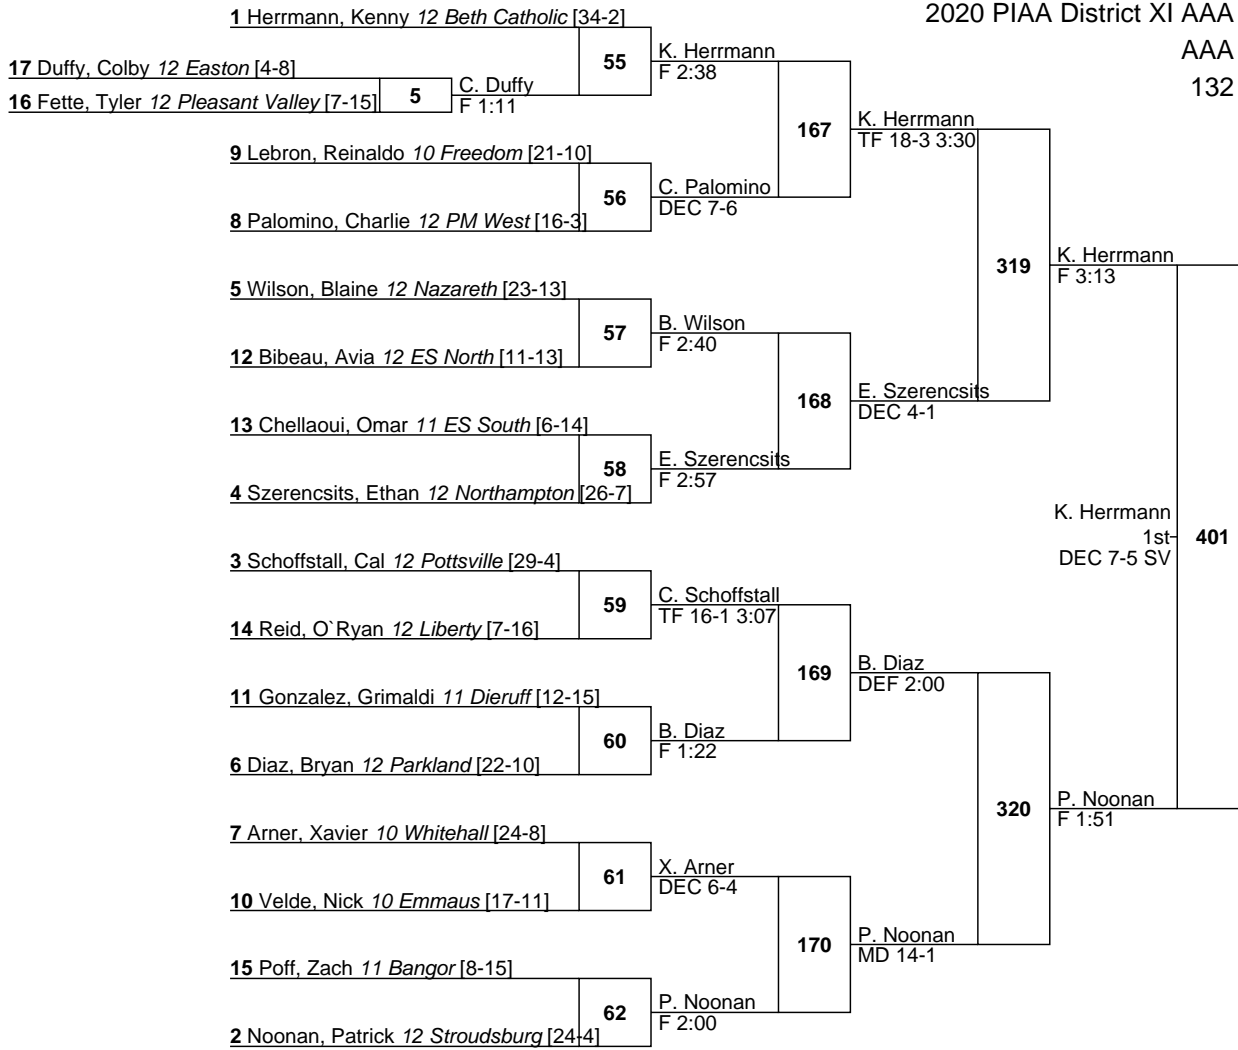 2020 PIAA District XI AAA
AAA
132
1 Herrmann, Kenny 12 Beth Catholic [34-2]
17 Duffy, Colby 12 Easton [4-8]
16 Fette, Tyler 12 Pleasant Valley [7-15]
5
C. Duffy
F 1:11
55
K. Herrmann
F 2:38
9 Lebron, Reinaldo 10 Freedom [21-10]
8 Palomino, Charlie 12 PM West [16-3]
56
C. Palomino
DEC 7-6
167
K. Herrmann
TF 18-3 3:30
5 Wilson, Blaine 12 Nazareth [23-13]
12 Bibeau, Avia 12 ES North [11-13]
57
B. Wilson
F 2:40
13 Chellaoui, Omar 11 ES South [6-14]
4 Szerencsits, Ethan 12 Northampton [26-7]
58
E. Szerencsits
F 2:57
168
E. Szerencsits
DEC 4-1
319
K. Herrmann
F 3:13
3 Schoffstall, Cal 12 Pottsville [29-4]
14 Reid, O`Ryan 12 Liberty [7-16]
59
C. Schoffstall
TF 16-1 3:07
11 Gonzalez, Grimaldi 11 Dieruff [12-15]
6 Diaz, Bryan 12 Parkland [22-10]
60
B. Diaz
F 1:22
169
B. Diaz
DEF 2:00
7 Arner, Xavier 10 Whitehall [24-8]
10 Velde, Nick 10 Emmaus [17-11]
61
X. Arner
DEC 6-4
15 Poff, Zach 11 Bangor [8-15]
2 Noonan, Patrick 12 Stroudsburg [24-4]
62
P. Noonan
F 2:00
170
P. Noonan
MD 14-1
320
P. Noonan
F 1:51
K. Herrmann
1st
DEC 7-5 SV
401